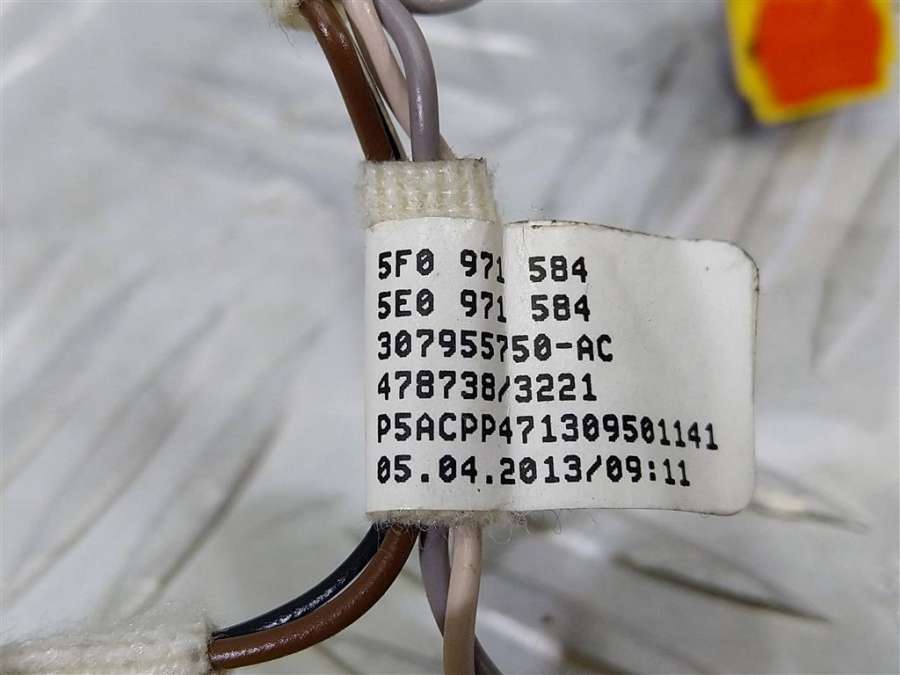 5F0 971 584
5E0 971 584
307955750-AC
478738/3221
P5ACPP471309501141
05.04.2013/09:11